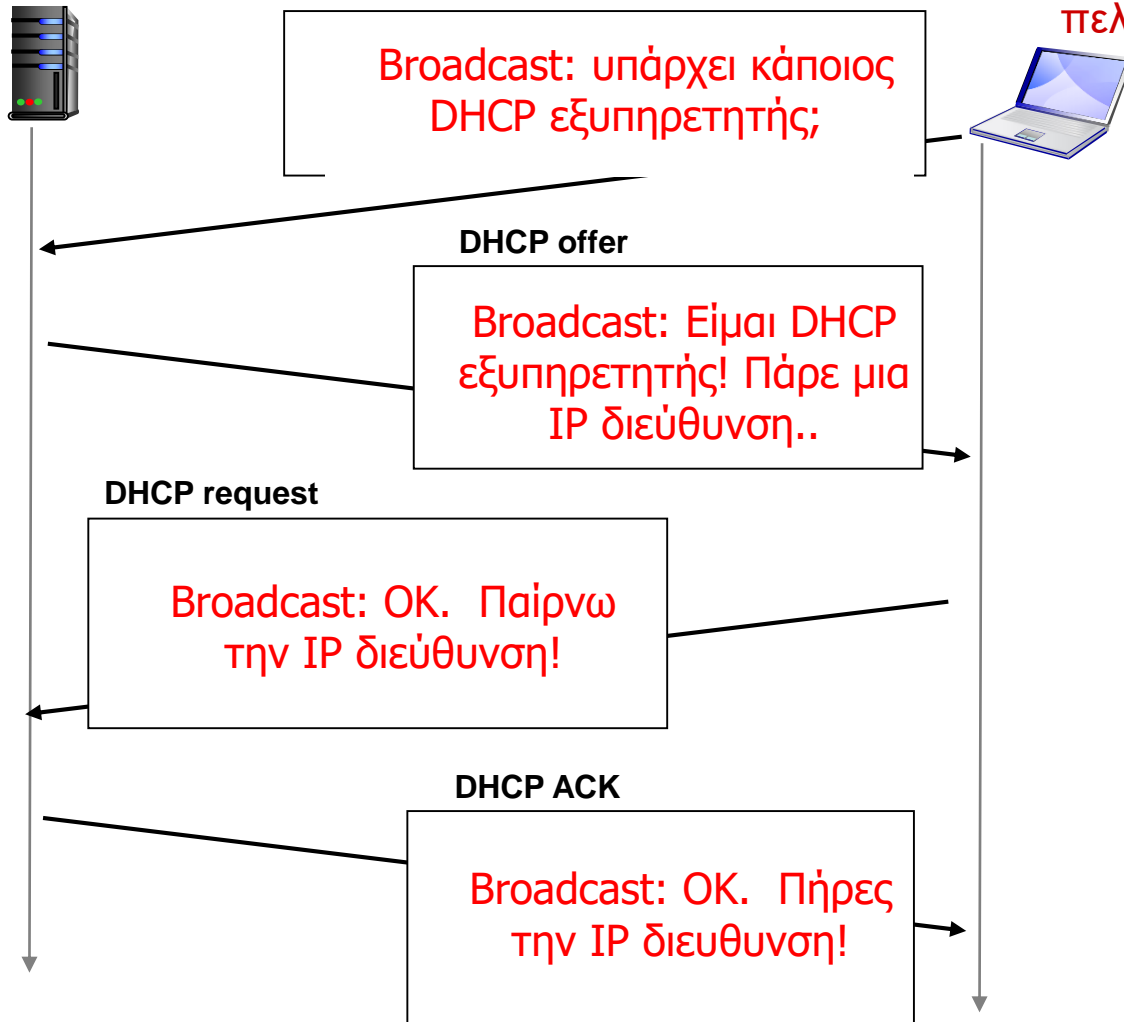 πελ
Broadcast: υπάρχει κάποιος
DHCP εξυπηρετητής;
DHCP offer
Broadcast: Είμαι DHCP
εξυπηρετητής! Πάρε μια
IP διεύθυνση..
DHCP request
Broadcast: OK. Παίρνω
την IP διεύθυνση!
DHCP ACK
Broadcast: OK. Πήρες
την IP διευθυνση!